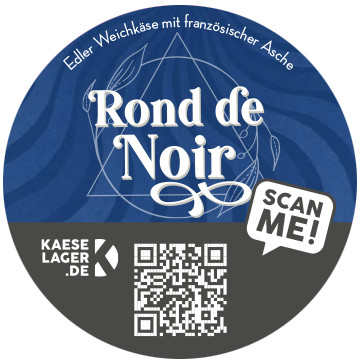 Edler Weichkäse mit französischer Asche
Rond de
Noir
SCAN
ME!
KAESE
LAGER
.DE